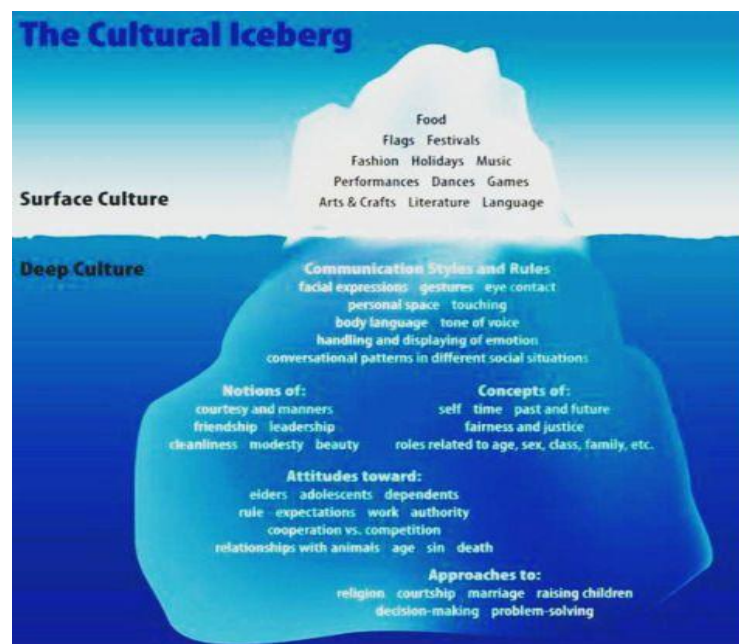 The Cultural Iceberg
Food
Flags Festivals
Fashion Holidays Music
Performances Dances Games
Surface Culture
Arts & Crafts Literature Language
Deep Culture
Communication Styles and Rules
facial expressions gestures eye contact
personal space touching
body language tone of voice
handling and displaying of emotion
conversational patterns in different social situations
Notions of:
courtesy and manners
friendship leadership
cleanliness modesty beauty
Concepts of:
self time past and future
fairness and justice
roles related to age, sex, class, family, etc.
Attitudes toward:
elders adolescents dependents
rule expectations work authority
cooperation vs. competition
relationships with animals age sin death
Approaches to:
religion courtship marriage raising children
decision-making problem-solving